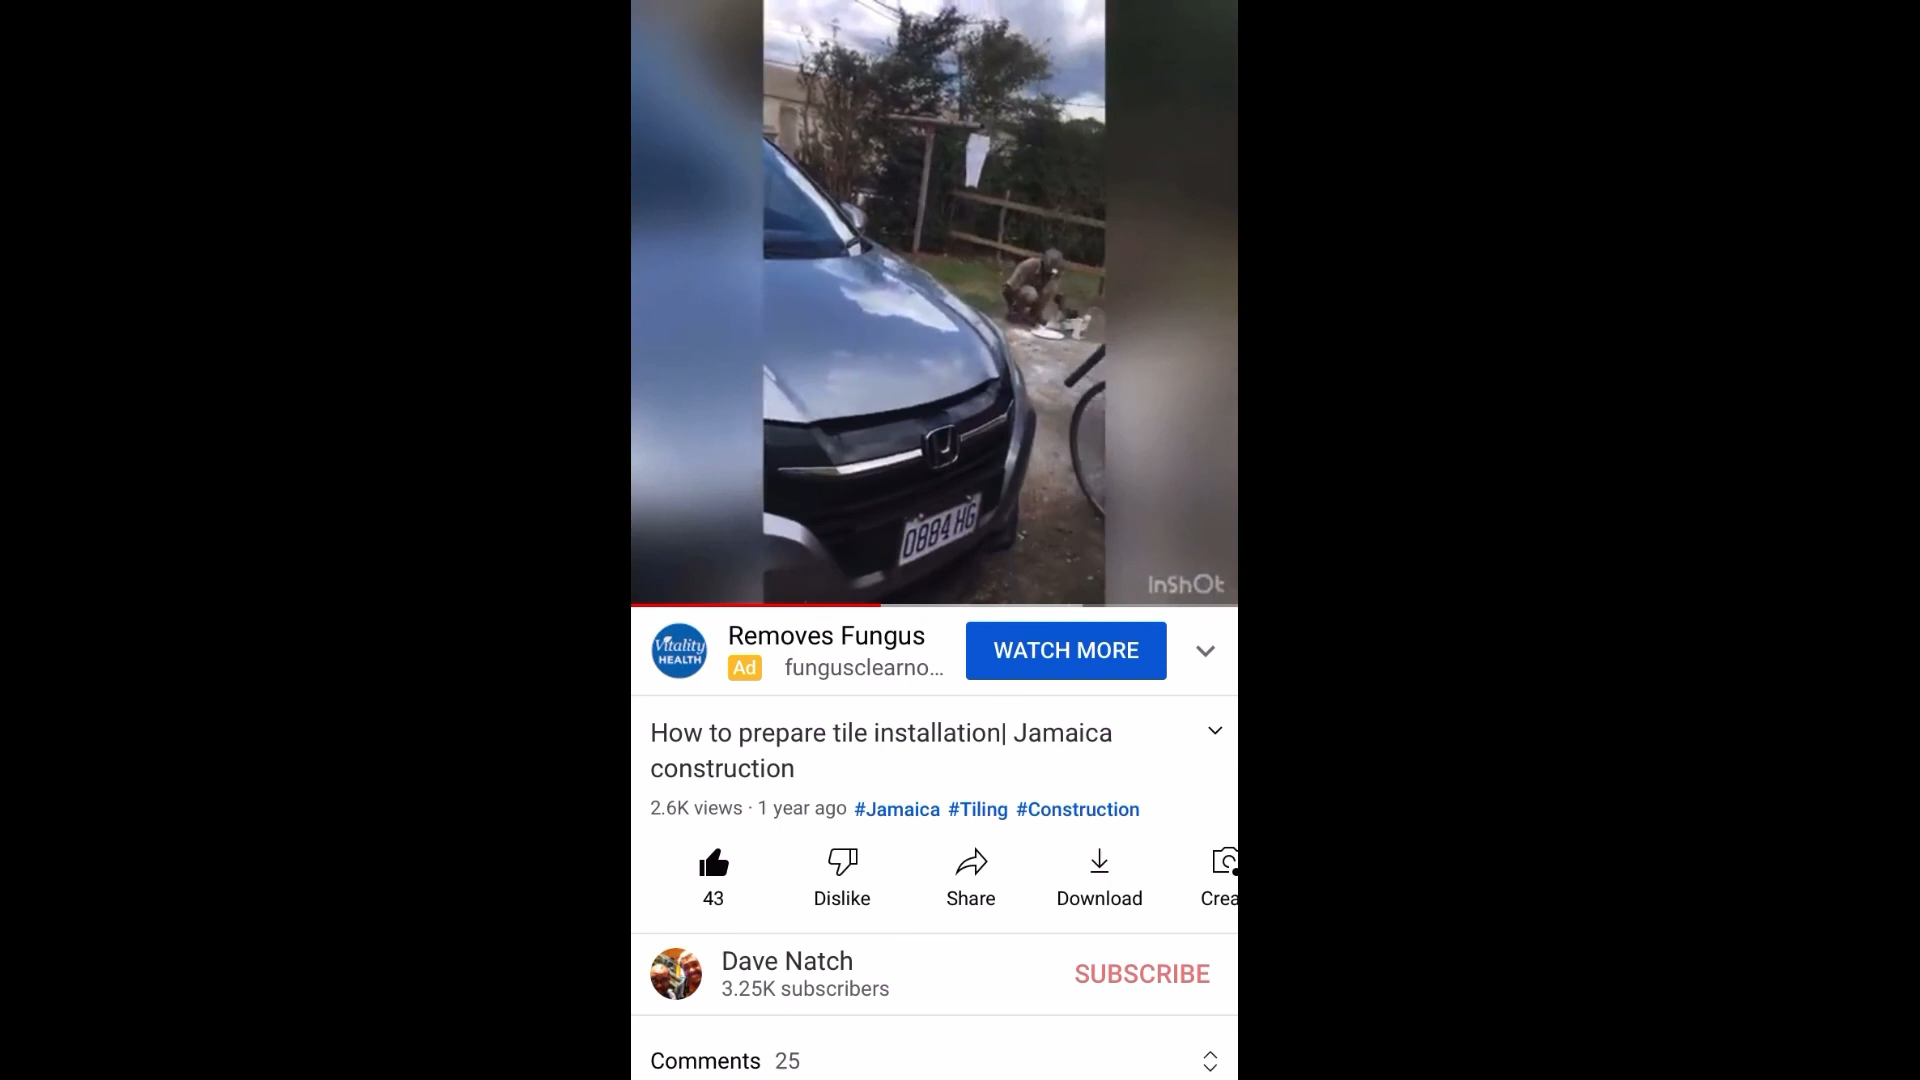 0884 HG
InShOt
Vitality
HEALTH
Removes Fungus
Ad fungusclearno...
WATCH MORE
How to prepare tile installation| Jamaica
construction
2.6K views · 1 year ago #Jamaica #Tiling #Construction
43
Dislike
Share
Download
Crea
Dave Natch
3.25K subscribers
SUBSCRIBE
Comments 25